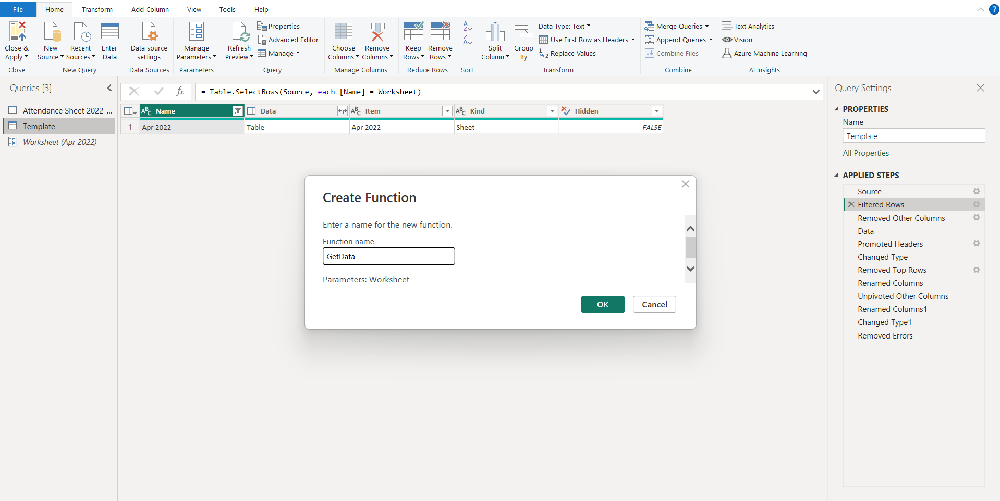 File Home Transform Add Column View Tools Help ?
Close & Apply
New Source
Recent Sources
Enter Data
Data source settings
Manage Parameters
Refresh Preview
Properties
Advanced Editor
Manage
Choose Columns
Remove Columns
Keep Rows
Remove Rows
Split Column
Group By
Data Type: Text
Use First Row as Headers
Replace Values
Merge Queries
Append Queries
Combine Files
Text Analytics
Vision
Azure Machine Learning
Close New Query Data Sources Parameters Query Manage Columns Reduce Rows Sort Transform Combine AI Insights
Queries [3]
Attendance Sheet 2022-...
Template
Worksheet (Apr 2022)
fx = Table.SelectRows(Source, each [Name] = Worksheet)
ABC Name Data ABC Item ABC Kind Hidden
1 Apr 2022 Table Apr 2022 Sheet FALSE
Create Function
Enter a name for the new function.
Function name
GetData
Parameters: Worksheet
OK Cancel
Query Settings
PROPERTIES
Name
Template
All Properties
APPLIED STEPS
Source
Filtered Rows
Removed Other Columns
Data
Promoted Headers
Changed Type
Removed Top Rows
Renamed Columns
Unpivoted Other Columns
Renamed Columns1
Changed Type1
Removed Errors